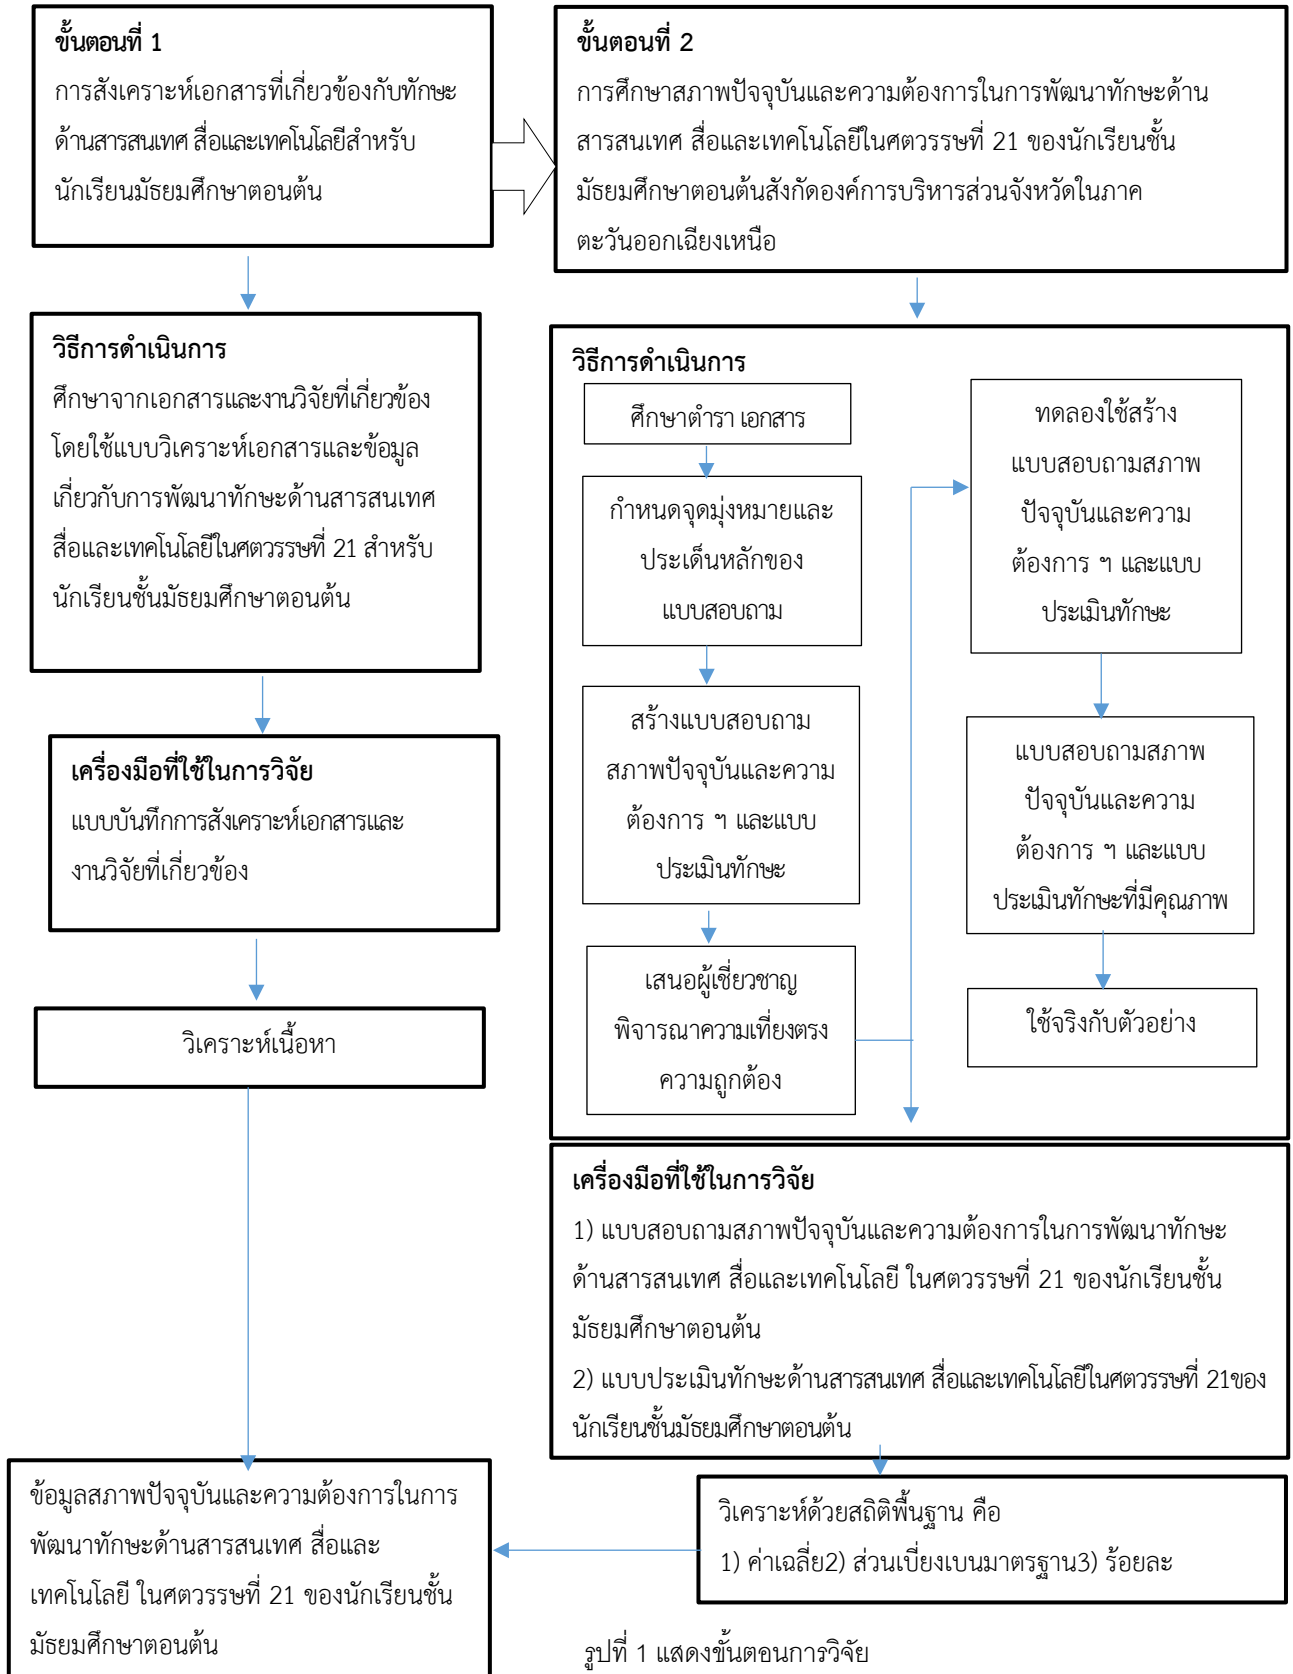 ขั้นตอนที่ 1
การสังเคราะห์เอกสารที่เกี่ยวข้องกับทักษะ
ด้านสารสนเทศ สื่อและเทคโนโลยีสำหรับ
นักเรียนมัธยมศึกษาตอนต้น
วิธีการดำเนินการ
ศึกษาจากเอกสารและงานวิจัยที่เกี่ยวข้อง
โดยใช้แบบวิเคราะห์เอกสารและข้อมูล
เกี่ยวกับการพัฒนาทักษะด้านสารสนเทศ
สื่อและเทคโนโลยีในศตวรรษที่ 21 สำหรับ
นักเรียนชั้นมัธยมศึกษาตอนต้น
เครื่องมือที่ใช้ในการวิจัย
แบบบันทึกการสังเคราะห์เอกสารและ
งานวิจัยที่เกี่ยวข้อง
วิเคราะห์เนื้อหา
ขั้นตอนที่ 2
การศึกษาสภาพปัจจุบันและความต้องการในการพัฒนาทักษะด้าน
สารสนเทศ สื่อและเทคโนโลยีในศตวรรษที่ 21 ของนักเรียนชั้น
มัธยมศึกษาตอนต้นสังกัดองค์การบริหารส่วนจังหวัดในภาค
ตะวันออกเฉียงเหนือ
วิธีการดำเนินการ
ศึกษาตำรา เอกสาร
กำหนดจุดมุ่งหมายและ
ประเด็นหลักของ
แบบสอบถาม
สร้างแบบสอบถาม
สภาพปัจจุบันและความ
ต้องการ ฯ และแบบ
ประเมินทักษะ
เสนอผู้เชี่ยวชาญ
พิจารณาความเที่ยงตรง
ความถูกต้อง
ทดลองใช้สร้าง
แบบสอบถามสภาพ
ปัจจุบันและความ
ต้องการ ฯ และแบบ
ประเมินทักษะ
แบบสอบถามสภาพ
ปัจจุบันและความ
ต้องการ ฯ และแบบ
ประเมินทักษะที่มีคุณภาพ
ใช้จริงกับตัวอย่าง
เครื่องมือที่ใช้ในการวิจัย
1) แบบสอบถามสภาพปัจจุบันและความต้องการในการพัฒนาทักษะ
ด้านสารสนเทศ สื่อและเทคโนโลยี ในศตวรรษที่ 21 ของนักเรียนชั้น
มัธยมศึกษาตอนต้น
2) แบบประเมินทักษะด้านสารสนเทศ สื่อและเทคโนโลยีในศตวรรษที่ 21ของ
นักเรียนชั้นมัธยมศึกษาตอนต้น
วิเคราะห์ด้วยสถิติพื้นฐาน คือ
1) ค่าเฉลี่ย2) ส่วนเบี่ยงเบนมาตรฐาน3) ร้อยละ
ข้อมูลสภาพปัจจุบันและความต้องการในการ
พัฒนาทักษะด้านสารสนเทศ สื่อและ
เทคโนโลยี ในศตวรรษที่ 21 ของนักเรียนชั้น
มัธยมศึกษาตอนต้น
รูปที่ 1 แสดงขั้นตอนการวิจัย